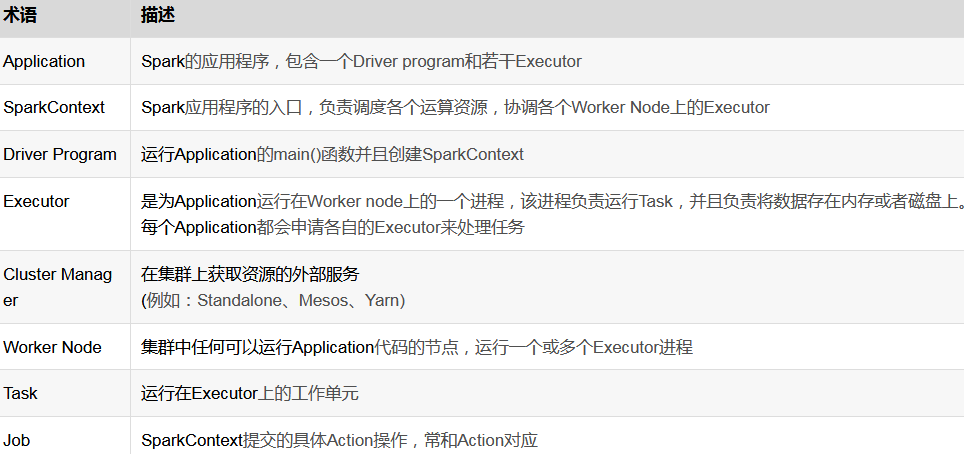 术语 描述
Application Spark的应用程序，包含一个Driver program和若干Executor
SparkContext Spark应用程序的入口，负责调度各个运算资源，协调各个Worker Node上的Executor
Driver Program 运行Application的main()函数并且创建SparkContext
Executor 是为Application运行在Worker node上的一个进程，该进程负责运行Task，并且负责将数据存在内存或者磁盘上。
每个Application都会申请各自的Executor来处理任务
Cluster Manag 在集群上获取资源的外部服务
er (例如：Standalone、Mesos、Yarn)
Worker Node 集群中任何可以运行Application代码的节点，运行一个或多个Executor进程
Task 运行在Executor上的工作单元
Job SparkContext提交的具体Action操作，常和Action对应